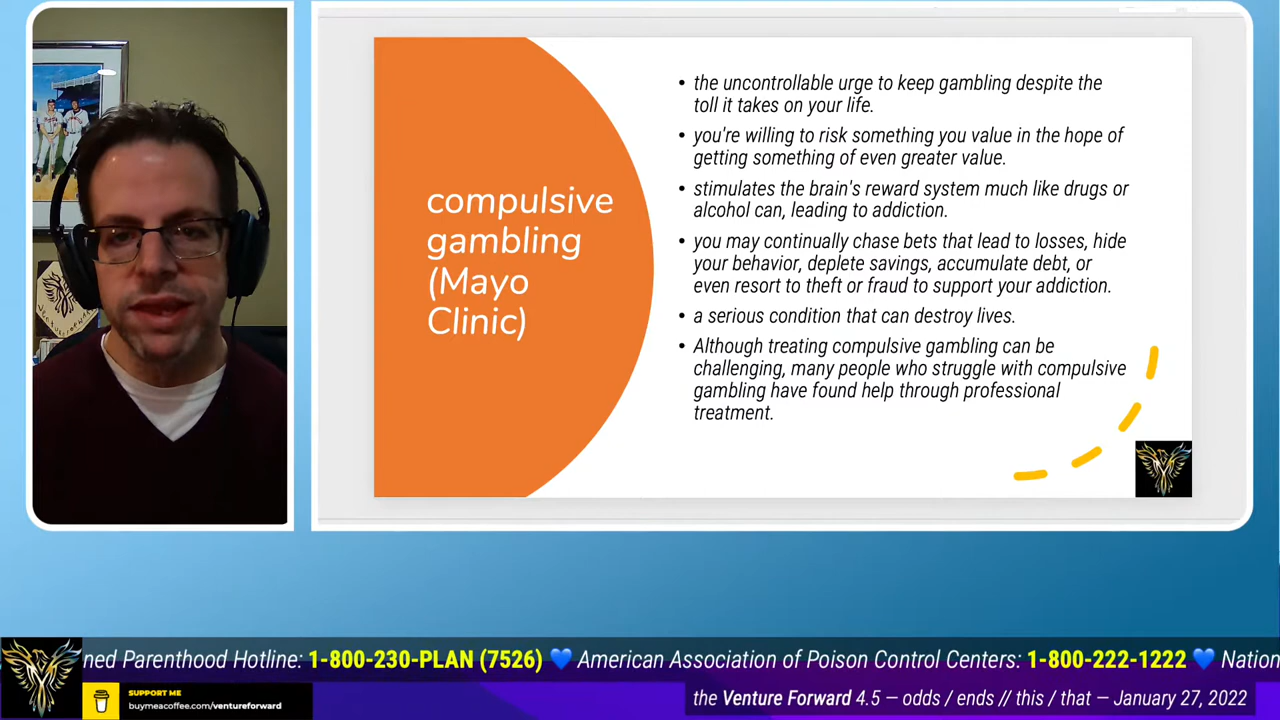 compulsive
gambling
(Mayo
Clinic)
• the uncontrollable urge to keep gambling despite the
toll it takes on your life.
• you're willing to risk something you value in the hope of
getting something of even greater value.
• stimulates the brain's reward system much like drugs or
alcohol can, leading to addiction.
• you may continually chase bets that lead to losses, hide
your behavior, deplete savings, accumulate debt, or
even resort to theft or fraud to support your addiction.
• a serious condition that can destroy lives.
• Although treating compulsive gambling can be
challenging, many people who struggle with compulsive
gambling have found help through professional
treatment.
ned Parenthood Hotline: 1-800-230-PLAN (7526) 💙 American Association of Poison Control Centers: 1-800-222-1222 💙 Nation
SUPPORT ME
buymeacoffee.com/ventureforward
the Venture Forward 4.5 — odds / ends // this / that — January 27, 2022